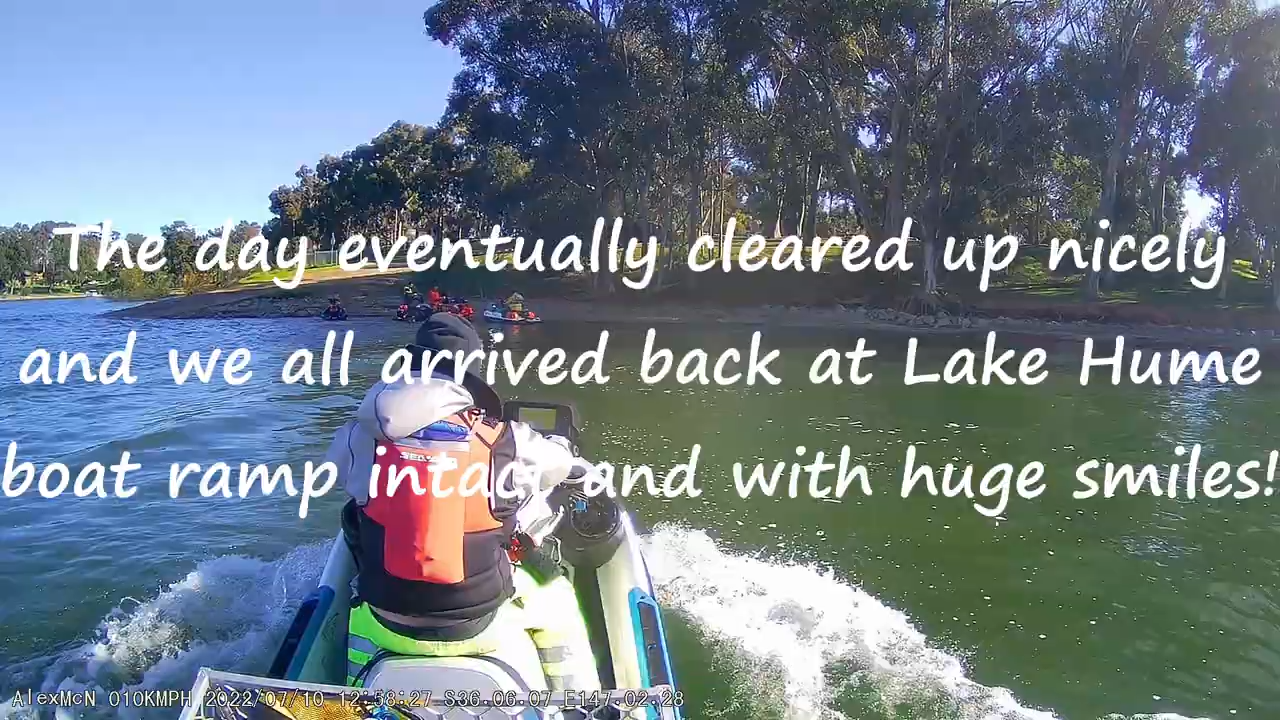 The day eventually cleared up nicely
and we all arrived back at Lake Hume
boat ramp intact and with huge smiles!
AlexMcN 010KMPH 2022/07/10 12:58:27 S36.06.07 E147.02.28